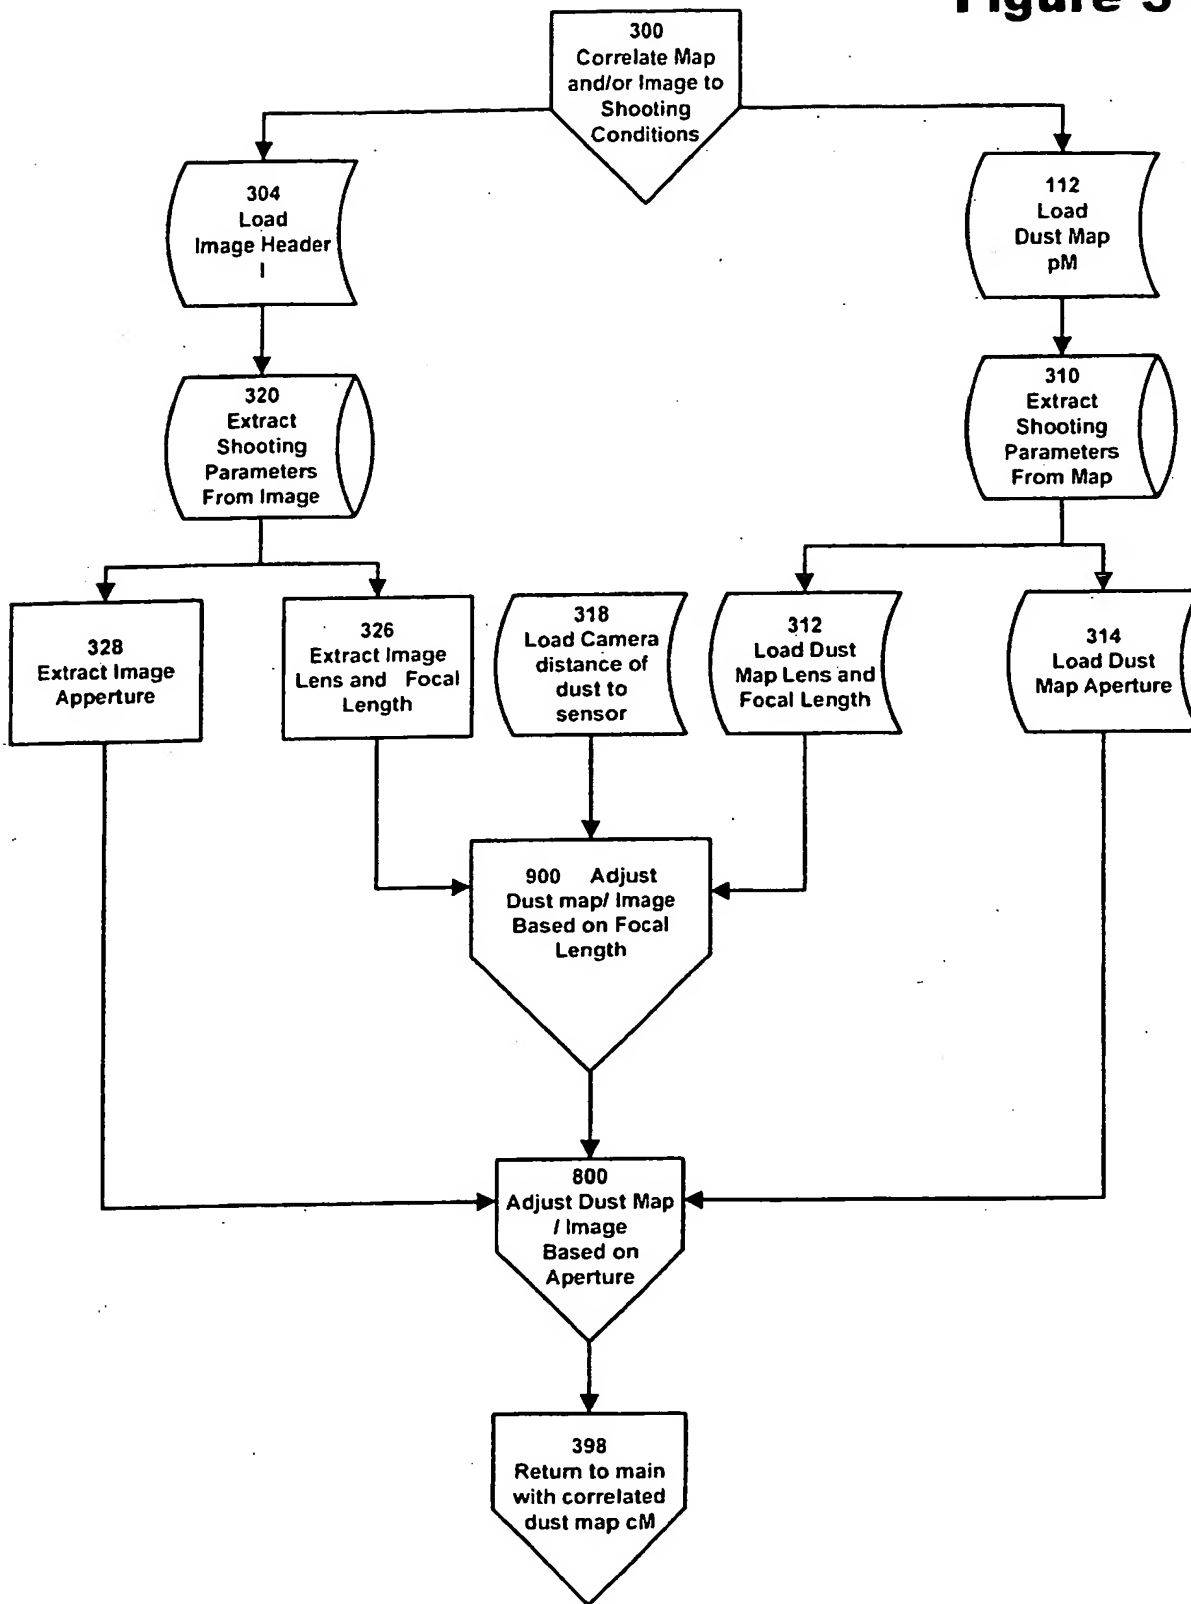 Figure 3
300
Correlate Map
and/or Image to
Shooting
Conditions
304
Load
Image Header
I
112
Load
Dust Map
pM
320
Extract
Shooting
Parameters
From Image
310
Extract
Shooting
Parameters
From Map
328
Extract Image
Apperture
326
Extract Image
Lens and Focal
Length
318
Load Camera
distance of
dust to
sensor
312
Load Dust
Map Lens and
Focal Length
314
Load Dust
Map Aperture
900 Adjust
Dust map/ Image
Based on Focal
Length
800
Adjust Dust Map
/ Image
Based on
Aperture
398
Return to main
with correlated
dust map cM